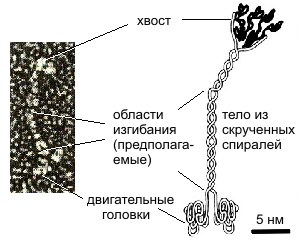 хвост
области
изгибания
(предполага-
емые)
тело из
скрученных
спиралей
двигательные
головки
5 нм